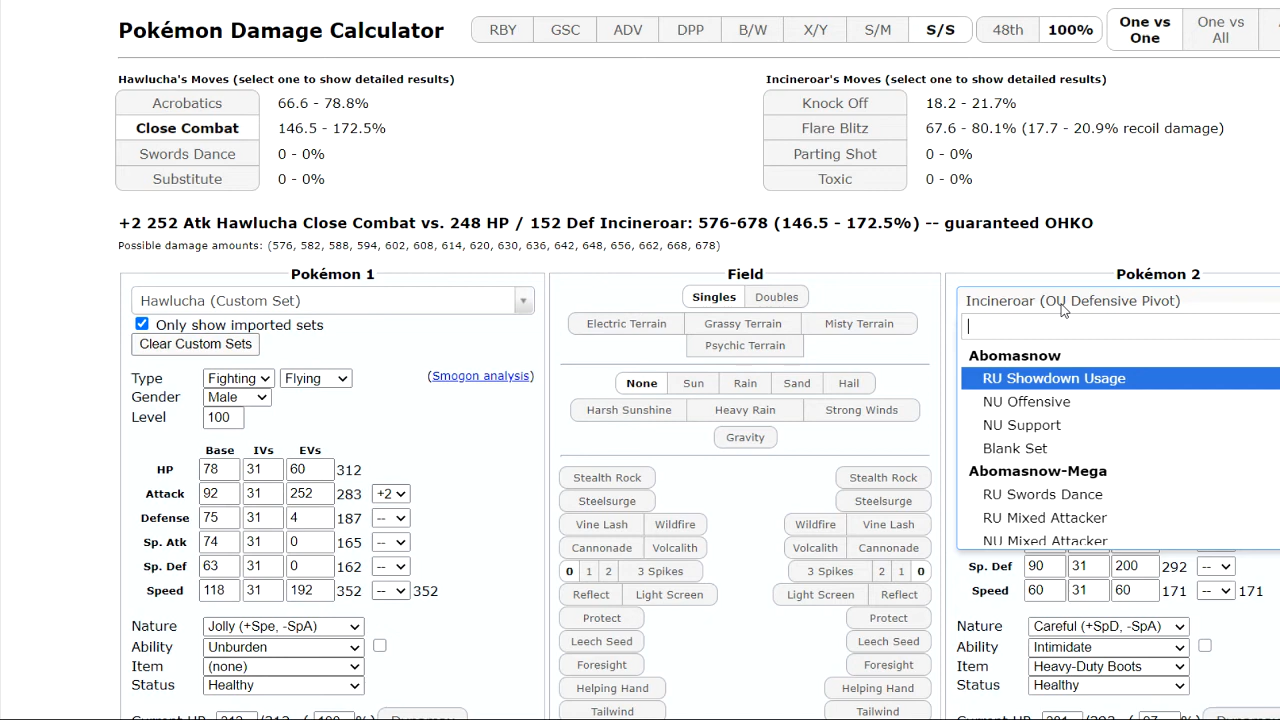 Pokémon Damage Calculator RBY GSC ADV DPP B/W X/Y S/M S/S 48th 100% One vs One One vs All
Hawlucha's Moves (select one to show detailed results) Incineroar's Moves (select one to show detailed results)
Acrobatics 66.6 - 78.8% Knock Off 18.2 - 21.7%
Close Combat 146.5 - 172.5% Flare Blitz 67.6 - 80.1% (17.7 - 20.9% recoil damage)
Swords Dance 0 - 0% Parting Shot 0 - 0%
Substitute 0 - 0% Toxic 0 - 0%
+2 252 Atk Hawlucha Close Combat vs. 248 HP / 152 Def Incineroar: 576-678 (146.5 - 172.5%) -- guaranteed OHKO
Possible damage amounts: (576, 582, 588, 594, 602, 608, 614, 620, 630, 636, 642, 648, 656, 662, 668, 678)
Pokémon 1
Hawlucha (Custom Set)
Only show imported sets
Clear Custom Sets
Type Fighting Flying (Smogon analysis)
Gender Male
Level 100
Base IVs EVs
HP 78 31 60 312
Attack 92 31 252 283 +2
Defense 75 31 4 187 --
Sp. Atk 74 31 0 165 --
Sp. Def 63 31 0 162 --
Speed 118 31 192 352 -- 352
Nature Jolly (+Spe, -SpA)
Ability Unburden
Item (none)
Status Healthy
Field
Singles Doubles
Electric Terrain Grassy Terrain Misty Terrain
Psychic Terrain
None Sun Rain Sand Hail
Harsh Sunshine Heavy Rain Strong Winds
Gravity
Stealth Rock Stealth Rock
Steelsurge Steelsurge
Vine Lash Wildfire Wildfire Vine Lash
Cannonade Volcalith Volcalith Cannonade
0 1 2 3 Spikes 3 Spikes 2 1 0
Reflect Light Screen Light Screen Reflect
Protect Protect
Leech Seed Leech Seed
Foresight Foresight
Helping Hand Helping Hand
Tailwind Tailwind
Pokémon 2
Incineroar (OU Defensive Pivot)
Abomasnow
RU Showdown Usage
NU Offensive
NU Support
Blank Set
Abomasnow-Mega
RU Swords Dance
RU Mixed Attacker
NU Mixed Attacker
Sp. Def 90 31 200 292 --
Speed 60 31 60 171 -- 171
Nature Careful (+SpD, -SpA)
Ability Intimidate
Item Heavy-Duty Boots
Status Healthy